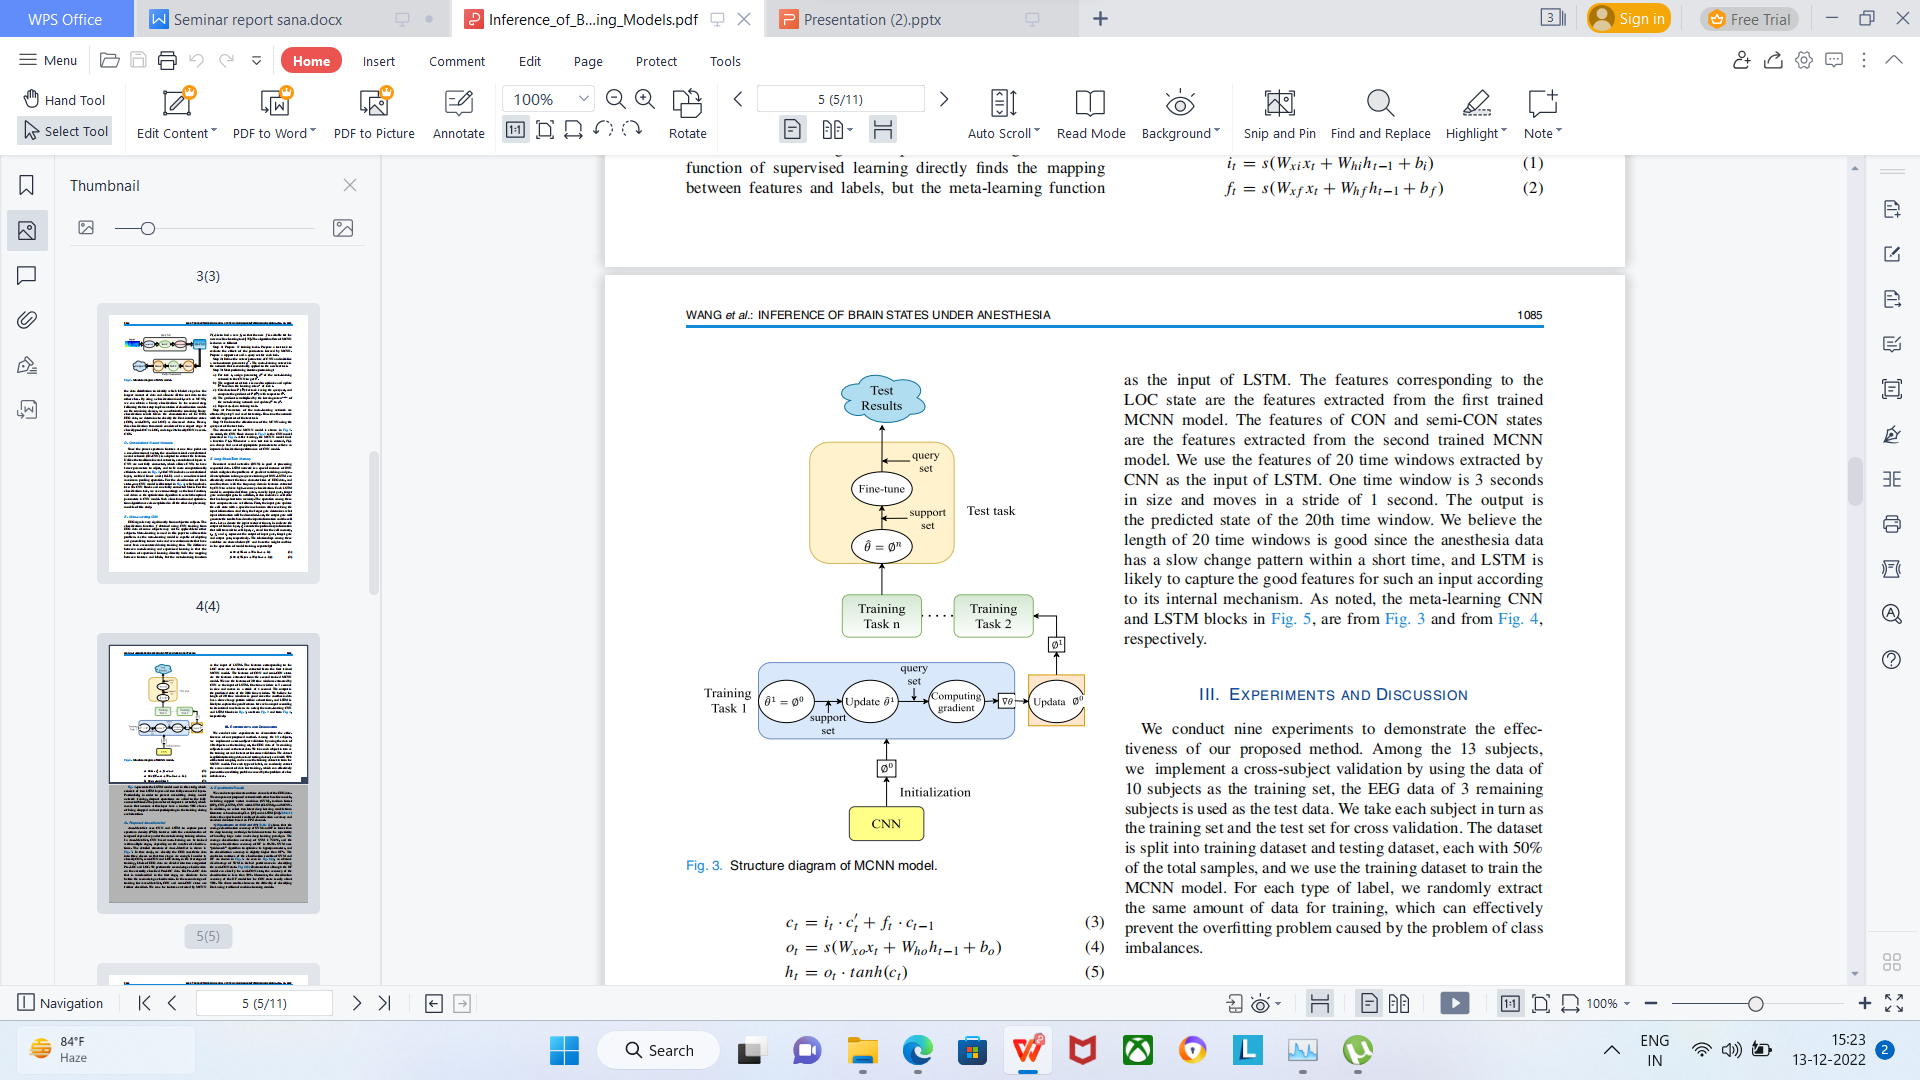 WPS Office
Seminar report sana.docx
Inference_of_B...ing_Models.pdf
Presentation (2).pptx
3
Sign in
Free Trial
Menu
Home
Insert
Comment
Edit
Page
Protect
Tools
Hand Tool
Select Tool
Edit Content
PDF to Word
PDF to Picture
Annotate
100%
1:1
Rotate
5 (5/11)
Auto Scroll
Read Mode
Background
Snip and Pin
Find and Replace
Highlight
Note
Thumbnail
3(3)
4(4)
5(5)
function of supervised learning directly finds the mapping
between features and labels, but the meta-learning function
i_t = s(W_{xi}x_t + W_{hi}h_{t−1} + b_i) (1)
f_t = s(W_{xf}x_t + W_{hf}h_{t−1} + b_f) (2)
WANG et al.: INFERENCE OF BRAIN STATES UNDER ANESTHESIA 1085
Test
Results
query
set
Fine-tune
support
set
Test task
θ̂ = ∅ⁿ
Training
Task n
. . . . .
Training
Task 2
∅¹
Training
Task 1
θ̂¹ = ∅⁰
support
set
Update θ̂¹
query
set
Computing
gradient
∇θ
Updata ∅⁰
∅⁰
Initialization
CNN
Fig. 3. Structure diagram of MCNN model.
c_t = i_t · c′_t + f_t · c_{t−1} (3)
o_t = s(W_{xo}x_t + W_{ho}h_{t−1} + b_o) (4)
h_t = o_t · tanh(c_t) (5)
as the input of LSTM. The features corresponding to the
LOC state are the features extracted from the first trained
MCNN model. The features of CON and semi-CON states
are the features extracted from the second trained MCNN
model. We use the features of 20 time windows extracted by
CNN as the input of LSTM. One time window is 3 seconds
in size and moves in a stride of 1 second. The output is
the predicted state of the 20th time window. We believe the
length of 20 time windows is good since the anesthesia data
has a slow change pattern within a short time, and LSTM is
likely to capture the good features for such an input according
to its internal mechanism. As noted, the meta-learning CNN
and LSTM blocks in Fig. 5, are from Fig. 3 and from Fig. 4,
respectively.
III. EXPERIMENTS AND DISCUSSION
We conduct nine experiments to demonstrate the effec-
tiveness of our proposed method. Among the 13 subjects,
we implement a cross-subject validation by using the data of
10 subjects as the training set, the EEG data of 3 remaining
subjects is used as the test data. We take each subject in turn as
the training set and the test set for cross validation. The dataset
is split into training dataset and testing dataset, each with 50%
of the total samples, and we use the training dataset to train the
MCNN model. For each type of label, we randomly extract
the same amount of data for training, which can effectively
prevent the overfitting problem caused by the problem of class
imbalances.
Navigation
5 (5/11)
1:1
100%
84°F
Haze
Search
ENG
IN
15:23
13-12-2022
2